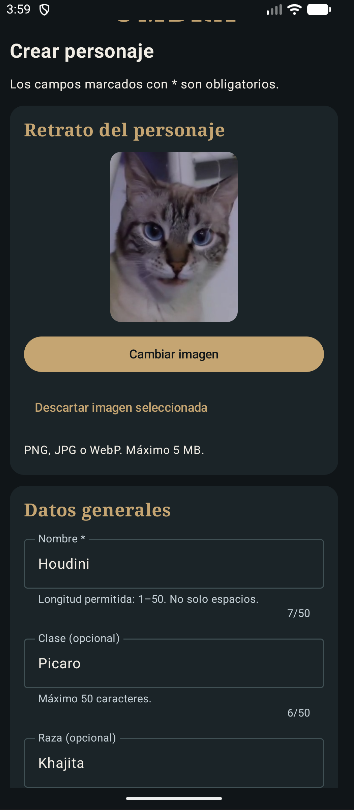 3:59
Crear personaje
Los campos marcados con * son obligatorios.
Retrato del personaje
Cambiar imagen
Descartar imagen seleccionada
PNG, JPG o WebP. Máximo 5 MB.
Datos generales
Nombre *
Houdini
Longitud permitida: 1–50. No solo espacios.
7/50
Clase (opcional)
Picaro
Máximo 50 caracteres.
6/50
Raza (opcional)
Khajita